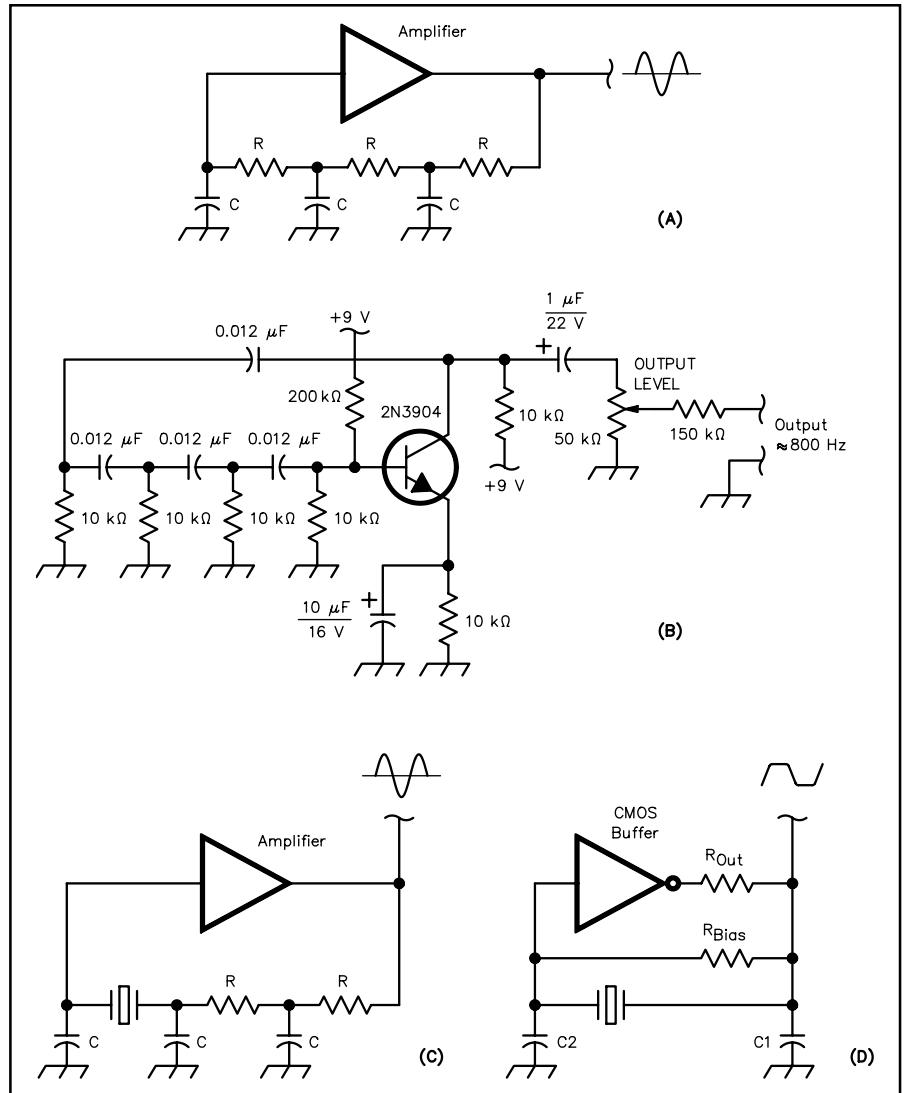 Amplifier
R
R
R
C
C
C
(A)
1 µF
22 V
+9 V
0.012 µF
+
OUTPUT
LEVEL
200 kΩ
2N3904
10 kΩ
50 kΩ
150 kΩ
Output
≈800 Hz
0.012 µF
0.012 µF
0.012 µF
+9 V
10 kΩ
10 kΩ
10 kΩ
10 kΩ
+
10 µF
16 V
10 kΩ
(B)
Amplifier
R
R
C
C
C
(C)
CMOS
Buffer
ROut
RBias
C2
C1
(D)